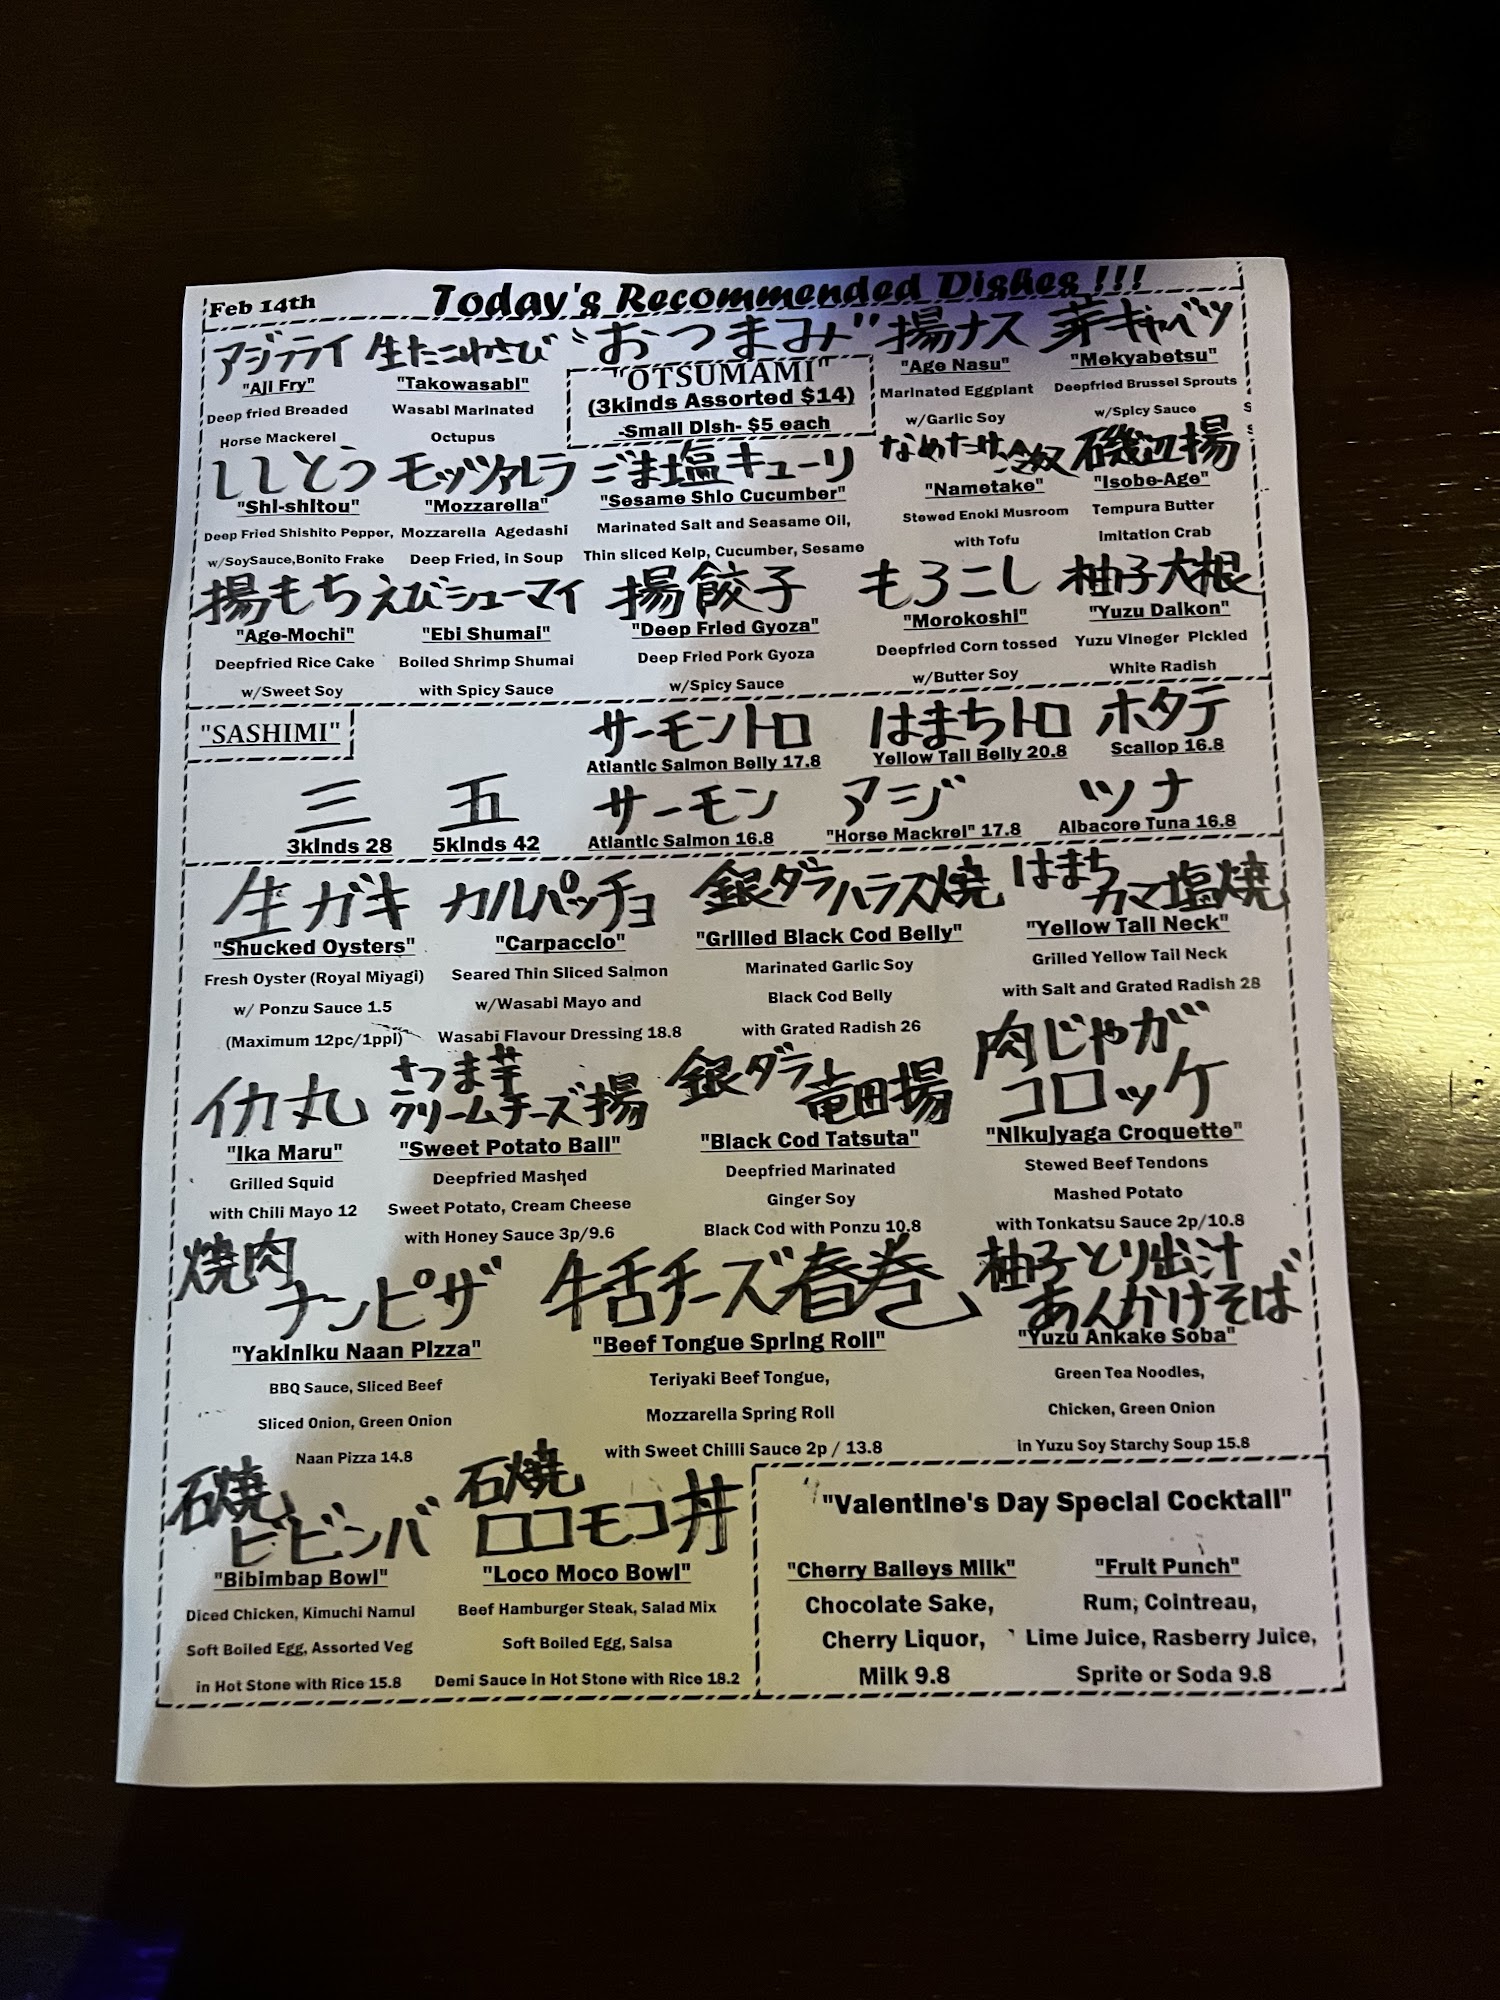 Feb 14th
Today's Recommended Dishes !!!
アジフライ
"Aji Fry"
Deep fried Breaded
Horse Mackerel
生たこわさび
"Takowasabi"
Wasabi Marinated
Octupus
"おつまみ"
"OTSUMAMI"
(3kinds Assorted $14)
-Small Dish- $5 each
揚ナス
"Age Nasu"
Marinated Eggplant
w/Garlic Soy
芽キャベツ
"Mekyabetsu"
Deepfried Brussel Sprouts
w/Spicy Sauce
ししとう
"Shi-shitou"
Deep Fried Shishito Pepper,
w/SoySauce,Bonito Frake
モッツァレラ
"Mozzarella"
Mozzarella Agedashi
Deep Fried, in Soup
ごま塩キューリ
"Sesame Shio Cucumber"
Marinated Salt and Seasame Oil,
Thin sliced Kelp, Cucumber, Sesame
なめたけ冷奴
"Nametake"
Stewed Enoki Musroom
with Tofu
磯辺揚
"Isobe-Age"
Tempura Butter
Imitation Crab
揚もち
"Age-Mochi"
Deepfried Rice Cake
w/Sweet Soy
えびシューマイ
"Ebi Shumai"
Boiled Shrimp Shumai
with Spicy Sauce
揚餃子
"Deep Fried Gyoza"
Deep Fried Pork Gyoza
w/Spicy Sauce
もろこし
"Morokoshi"
Deepfried Corn tossed
w/Butter Soy
柚子大根
"Yuzu Daikon"
Yuzu Vineger Pickled
White Radish
"SASHIMI"
サーモントロ
Atlantic Salmon Belly 17.8
はまちトロ
Yellow Tail Belly 20.8
ホタテ
Scallop 16.8
三
3kinds 28
五
5kinds 42
サーモン
Atlantic Salmon 16.8
アジ
"Horse Mackrel" 17.8
ツナ
Albacore Tuna 16.8
生ガキ
"Shucked Oysters"
Fresh Oyster (Royal Miyagi)
w/ Ponzu Sauce 1.5
(Maximum 12pc/1ppl)
カルパッチョ
"Carpaccio"
Seared Thin Sliced Salmon
w/Wasabi Mayo and
Wasabi Flavour Dressing 18.8
銀ダラハラス焼
"Grilled Black Cod Belly"
Marinated Garlic Soy
Black Cod Belly
with Grated Radish 26
はまち
カマ塩焼
"Yellow Tail Neck"
Grilled Yellow Tail Neck
with Salt and Grated Radish 28
イカ丸
"Ika Maru"
Grilled Squid
with Chili Mayo 12
さつま芋
クリームチーズ揚
"Sweet Potato Ball"
Deepfried Mashed
Sweet Potato, Cream Cheese
with Honey Sauce 3p/9.6
銀ダラ
竜田揚
"Black Cod Tatsuta"
Deepfried Marinated
Ginger Soy
Black Cod with Ponzu 10.8
肉じゃが
コロッケ
"Nikujyaga Croquette"
Stewed Beef Tendons
Mashed Potato
with Tonkatsu Sauce 2p/10.8
焼肉
ナーンピザ
"Yakiniku Naan Pizza"
BBQ Sauce, Sliced Beef
Sliced Onion, Green Onion
Naan Pizza 14.8
牛舌チーズ春巻
"Beef Tongue Spring Roll"
Teriyaki Beef Tongue,
Mozzarella Spring Roll
with Sweet Chilli Sauce 2p / 13.8
柚子とり出汁
あんかけそば
"Yuzu Ankake Soba"
Green Tea Noodles,
Chicken, Green Onion
in Yuzu Soy Starchy Soup 15.8
石焼
ビビンバ
"Bibimbap Bowl"
Diced Chicken, Kimuchi Namul
Soft Boiled Egg, Assorted Veg
in Hot Stone with Rice 15.8
石焼
ロコモコ丼
"Loco Moco Bowl"
Beef Hamburger Steak, Salad Mix
Soft Boiled Egg, Salsa
Demi Sauce in Hot Stone with Rice 18.2
"Valentine's Day Special Cocktail"
"Cherry Baileys Milk"
Chocolate Sake,
Cherry Liquor,
Milk 9.8
"Fruit Punch"
Rum, Cointreau,
Lime Juice, Rasberry Juice,
Sprite or Soda 9.8